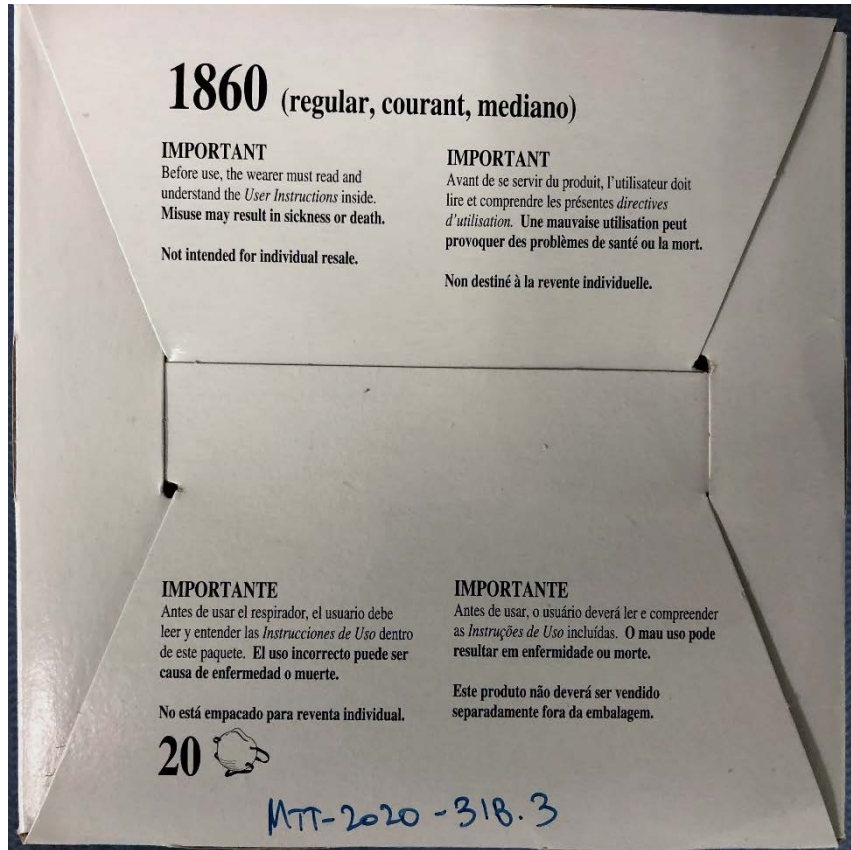 1860 (regular, courant, mediano)
IMPORTANT
Before use, the wearer must read and
understand the User Instructions inside.
Misuse may result in sickness or death.
Not intended for individual resale.
IMPORTANT
Avant de se servir du produit, l'utilisateur doit
lire et comprendre les présentes directives
d'utilisation. Une mauvaise utilisation peut
provoquer des problèmes de santé ou la mort.
Non destiné à la revente individuelle.
IMPORTANTE
Antes de usar el respirador, el usuario debe
leer y entender las Instrucciones de Uso dentro
de este paquete. El uso incorrecto puede ser
causa de enfermedad o muerte.
No está empacado para reventa individual.
20
IMPORTANTE
Antes de usar, o usuário deverá ler e compreender
as Instruções de Uso incluídas. O mau uso pode
resultar em enfermidade ou morte.
Este produto não deverá ser vendido
separadamente fora da embalagem.
MTT-2020-318.3